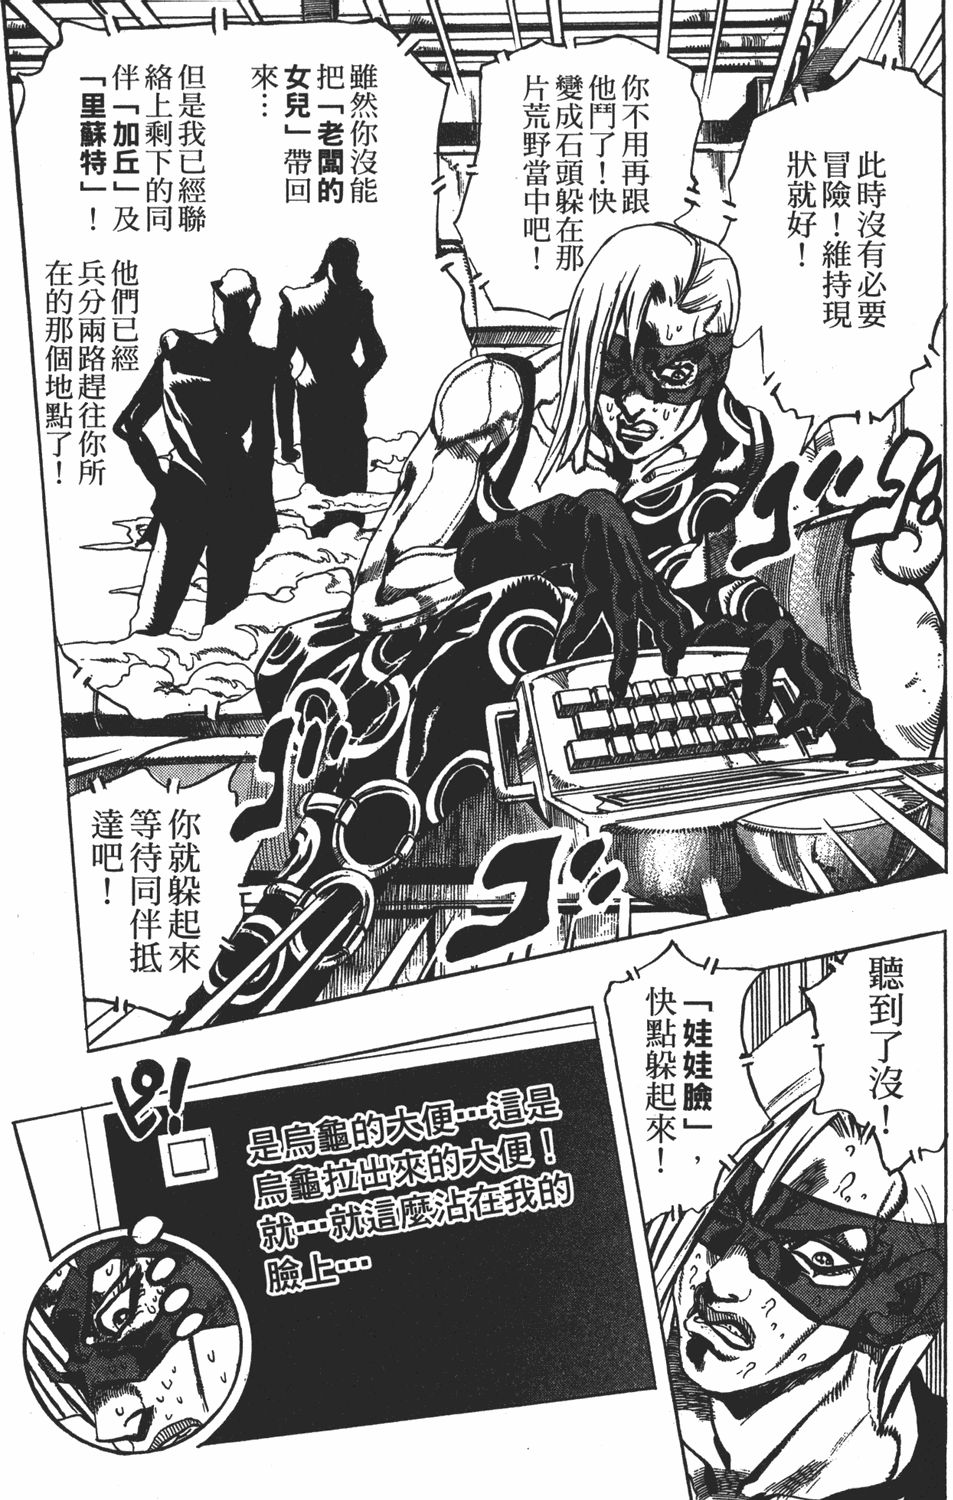 此時沒有必要
冒險！維持現
狀就好！
你不用再跟
他鬥了！快
變成石頭躲在那
片荒野當中吧！
雖然你沒能
把「老闆的
女兒」帶回
來…
但是我已經聯
絡上剩下的同
伴「加丘」及
「里蘇特」！
他們已經
兵分兩路趕往你所
在的那個地點了！
ゴゴゴ
ゴゴ
你就躲起來
等待同伴抵
達吧！
聽到了沒！
「娃娃臉」，
快點躲起來！
ピ！
是烏龜的大便…這是
烏龜拉出來的大便！
就…就這麼沾在我的
臉上…